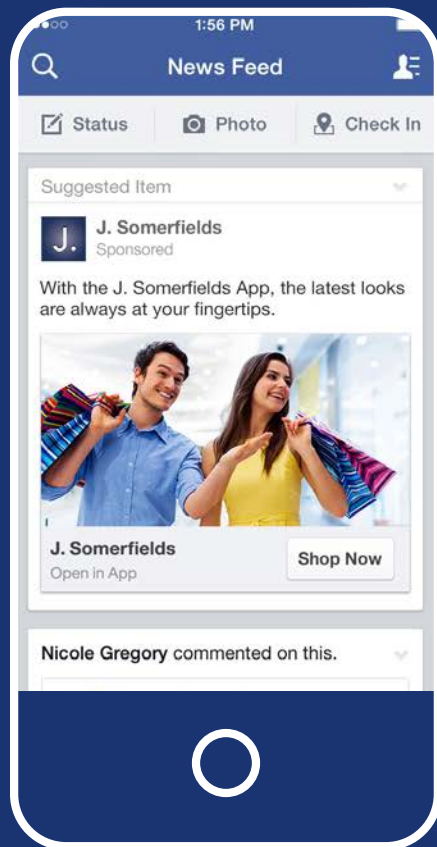 1:56 PM
News Feed
Status Photo Check In
Suggested Item
J.
J. Somerfields
Sponsored
With the J. Somerfields App, the latest looks
are always at your fingertips.
J. Somerfields
Open in App
Shop Now
Nicole Gregory commented on this.